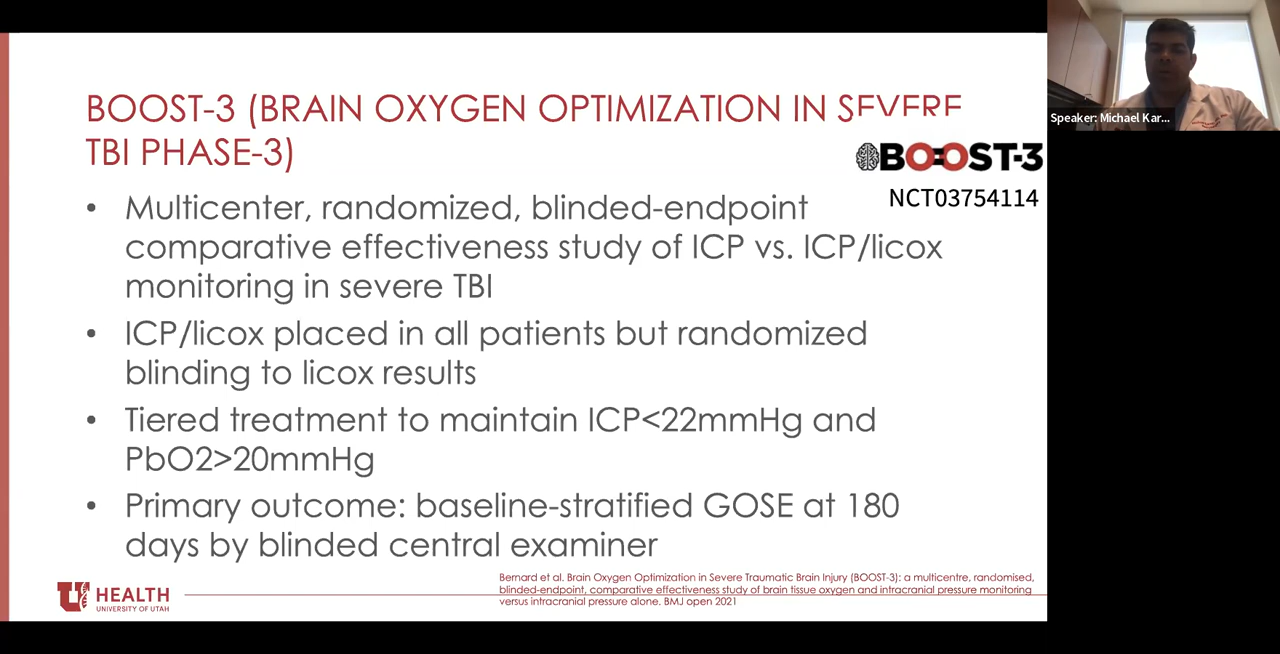 BOOST-3 (BRAIN OXYGEN OPTIMIZATION IN SEVERE
TBI PHASE-3)
BOOST-3
NCT03754114
• Multicenter, randomized, blinded-endpoint
comparative effectiveness study of ICP vs. ICP/licox
monitoring in severe TBI
• ICP/licox placed in all patients but randomized
blinding to licox results
• Tiered treatment to maintain ICP<22mmHg and
PbO2>20mmHg
• Primary outcome: baseline-stratified GOSE at 180
days by blinded central examiner
U HEALTH
UNIVERSITY OF UTAH
Bernard et al. Brain Oxygen Optimization in Severe Traumatic Brain Injury (BOOST-3): a multicentre, randomised,
blinded-endpoint, comparative effectiveness study of brain tissue oxygen and intracranial pressure monitoring
versus intracranial pressure alone. BMJ open 2021
Speaker: Michael Kar...